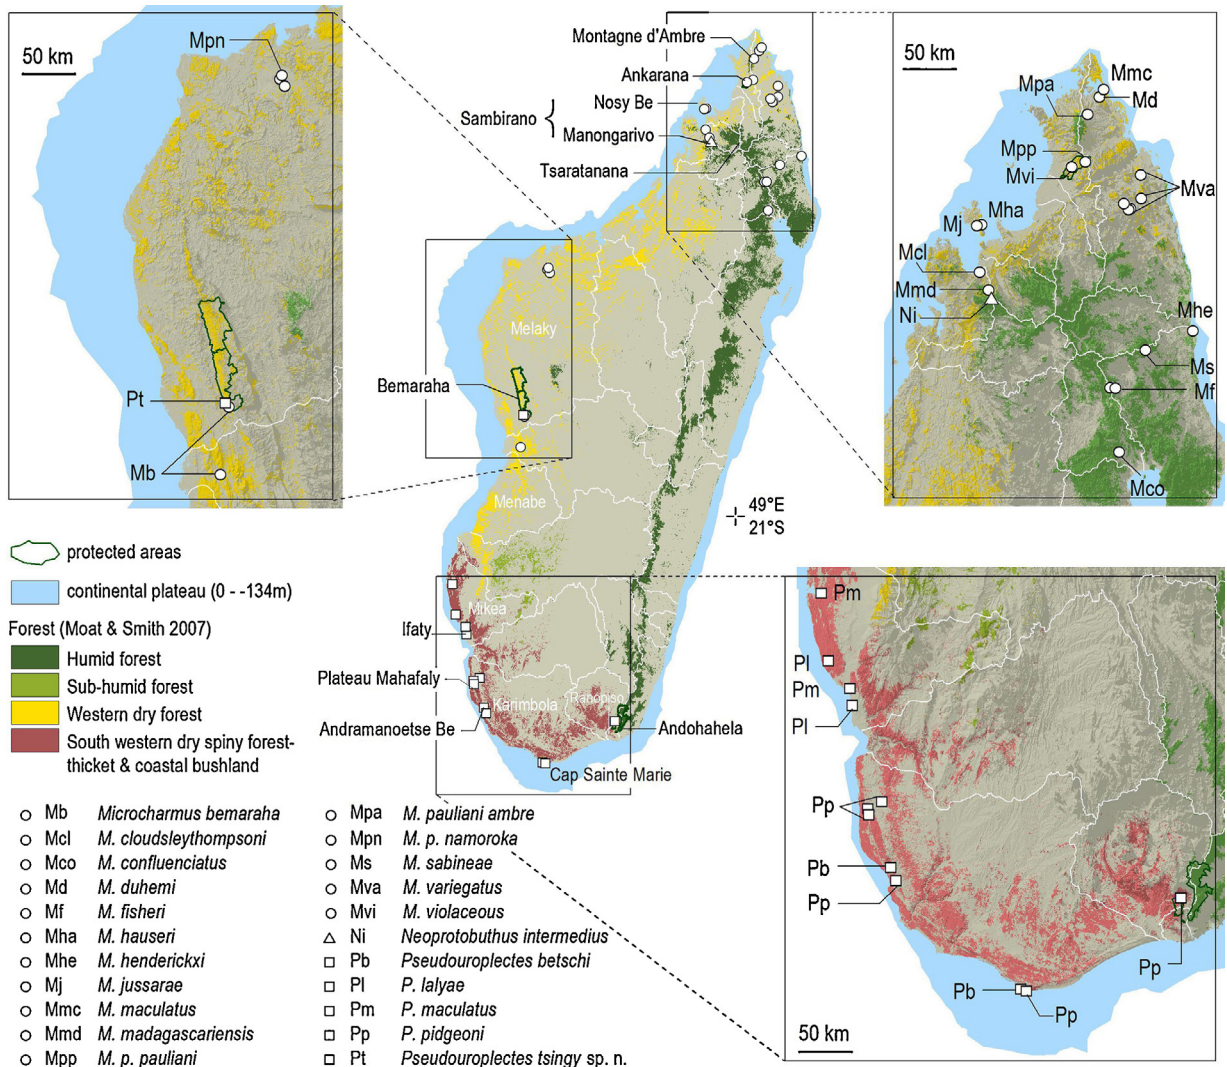 50 km
Mpn
Pt
Mb
Montagne d'Ambre
Ankarana
Nosy Be
Sambirano
Manongarivo
Tsaratanana
Melaky
Bemaraha
Menabe
49°E
21°S
Mikea
Ifaty
Plateau Mahafaly
Karimbola
Ranopiso
Andramanoetse Be
Andohahela
Cap Sainte Marie
50 km
Mpa
Mmc
Md
Mpp
Mvi
Mva
Mj
Mha
Mcl
Mmd
Ni
Mhe
Ms
Mf
Mco
Pm
Pl
Pm
Pl
Pp
Pb
Pp
Pp
Pb
Pp
50 km
protected areas
continental plateau (0 - -134m)
Forest (Moat & Smith 2007)
Humid forest
Sub-humid forest
Western dry forest
South western dry spiny forest-
thicket & coastal bushland
Mb Microcharmus bemaraha
Mcl M. cloudsleythompsoni
Mco M. confluenciatus
Md M. duhemi
Mf M. fisheri
Mha M. hauseri
Mhe M. henderickxi
Mj M. jussarae
Mmc M. maculatus
Mmd M. madagascariensis
Mpp M. p. pauliani
Mpa M. pauliani ambre
Mpn M. p. namoroka
Ms M. sabineae
Mva M. variegatus
Mvi M. violaceous
Ni Neoprotobuthus intermedius
Pb Pseudouroplectes betschi
Pl P. lalyae
Pm P. maculatus
Pp P. pidgeoni
Pt Pseudouroplectes tsingy sp. n.